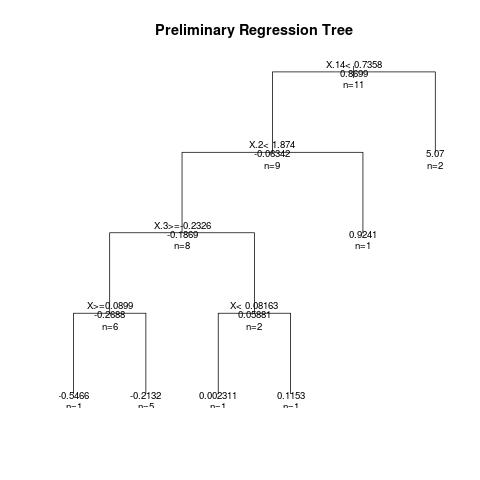 Preliminary Regression Tree
X.14< 0.7358
0.8699
n=11
X.2< 1.874
-0.06342
n=9
5.07
n=2
X.3>=-0.2326
-0.1869
n=8
0.9241
n=1
X>=0.0899
-0.2688
n=6
X< 0.08163
0.05881
n=2
-0.5466
n=1
-0.2132
n=5
0.002311
n=1
0.1153
n=1